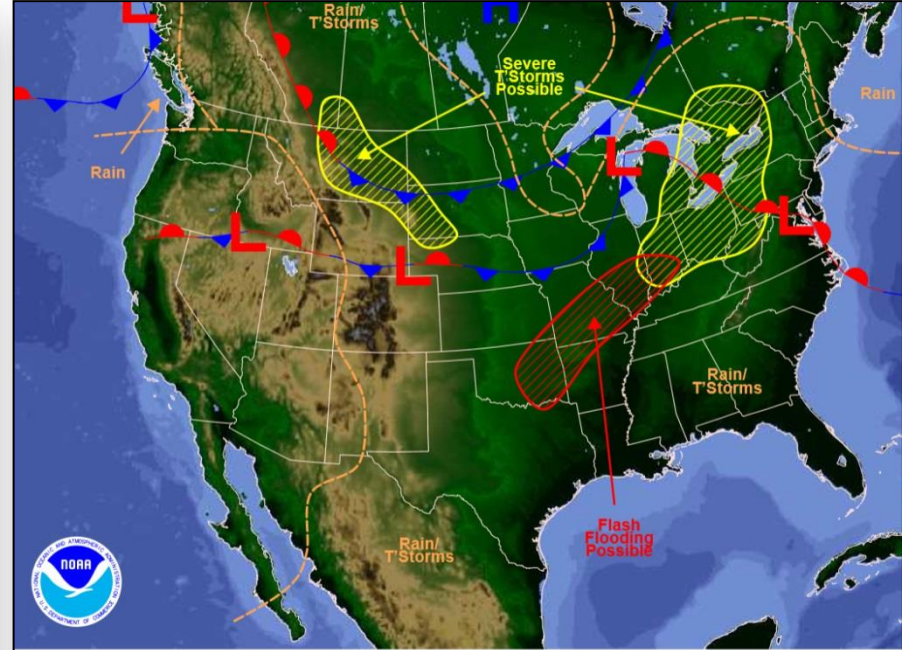 L
H
Rain/
T'Storms
Severe
T'Storms
Possible
Rain
Rain
L
L
L
L
Rain/
T'Storms
Flash
Flooding
Possible
Rain/
T'Storms
NATIONAL OCEANIC AND ATMOSPHERIC ADMINISTRATION
NOAA
U.S. DEPARTMENT OF COMMERCE